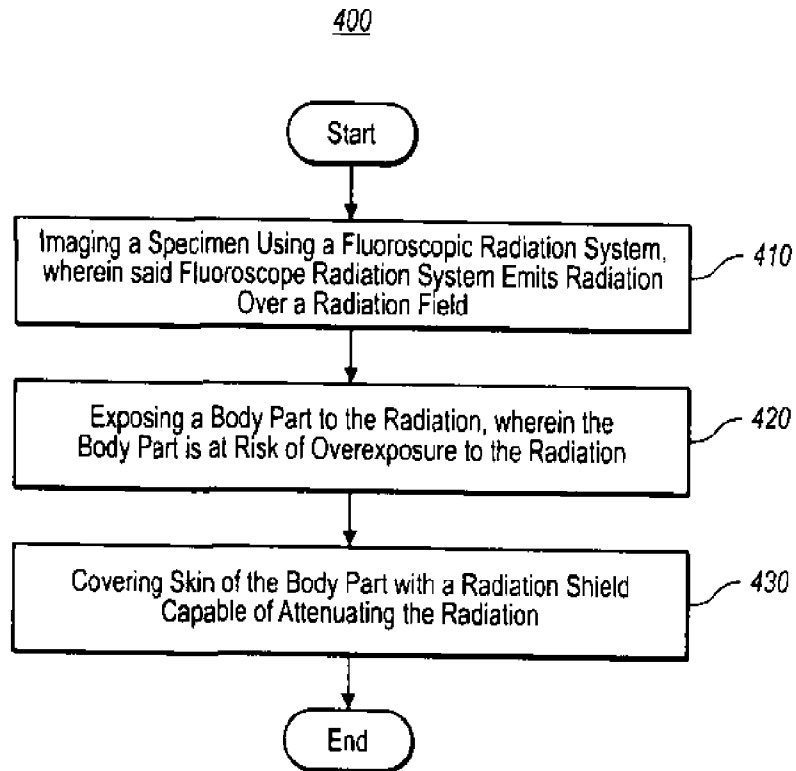 400
Start
Imaging a Specimen Using a Fluoroscopic Radiation System,
wherein said Fluoroscope Radiation System Emits Radiation
Over a Radiation Field
410
Exposing a Body Part to the Radiation, wherein the
Body Part is at Risk of Overexposure to the Radiation
420
Covering Skin of the Body Part with a Radiation Shield
Capable of Attenuating the Radiation
430
End